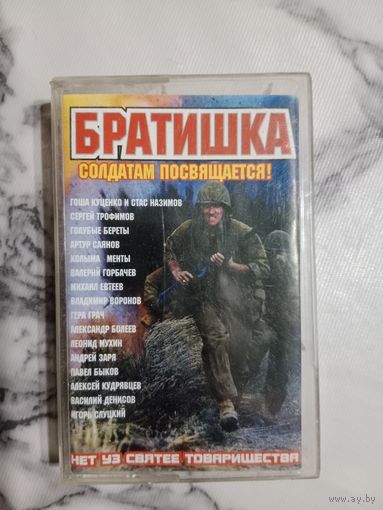 БРАТИШКА
СОЛДАТАМ ПОСВЯЩАЕТСЯ!
ГОША КУЦЕНКО И СТАС НАЗИМОВ
СЕРГЕЙ ТРОФИМОВ
ГОЛУБЫЕ БЕРЕТЫ
АРТУР САЯНОВ
КОЛЫМА МЕНТЫ
ВАЛЕРИЙ ГОРБАЧЕВ
МИХАИЛ ЕВТЕЕВ
ВЛАДИМИР ВОРОНОВ
ГЕРА ГРАЧ
АЛЕКСАНДР БОЛЕЕВ
ЛЕОНИД МУХИН
АНДРЕЙ ЗАРЯ
ПАВЕЛ БЫКОВ
АЛЕКСЕЙ КУДРЯВЦЕВ
ВАСИЛИЙ ДЕНИСОВ
ИГОРЬ СЛУЦКИЙ
НЕТ УЗ СВЯТЕЕ ТОВАРИЩЕСТВА
© www.ay.by